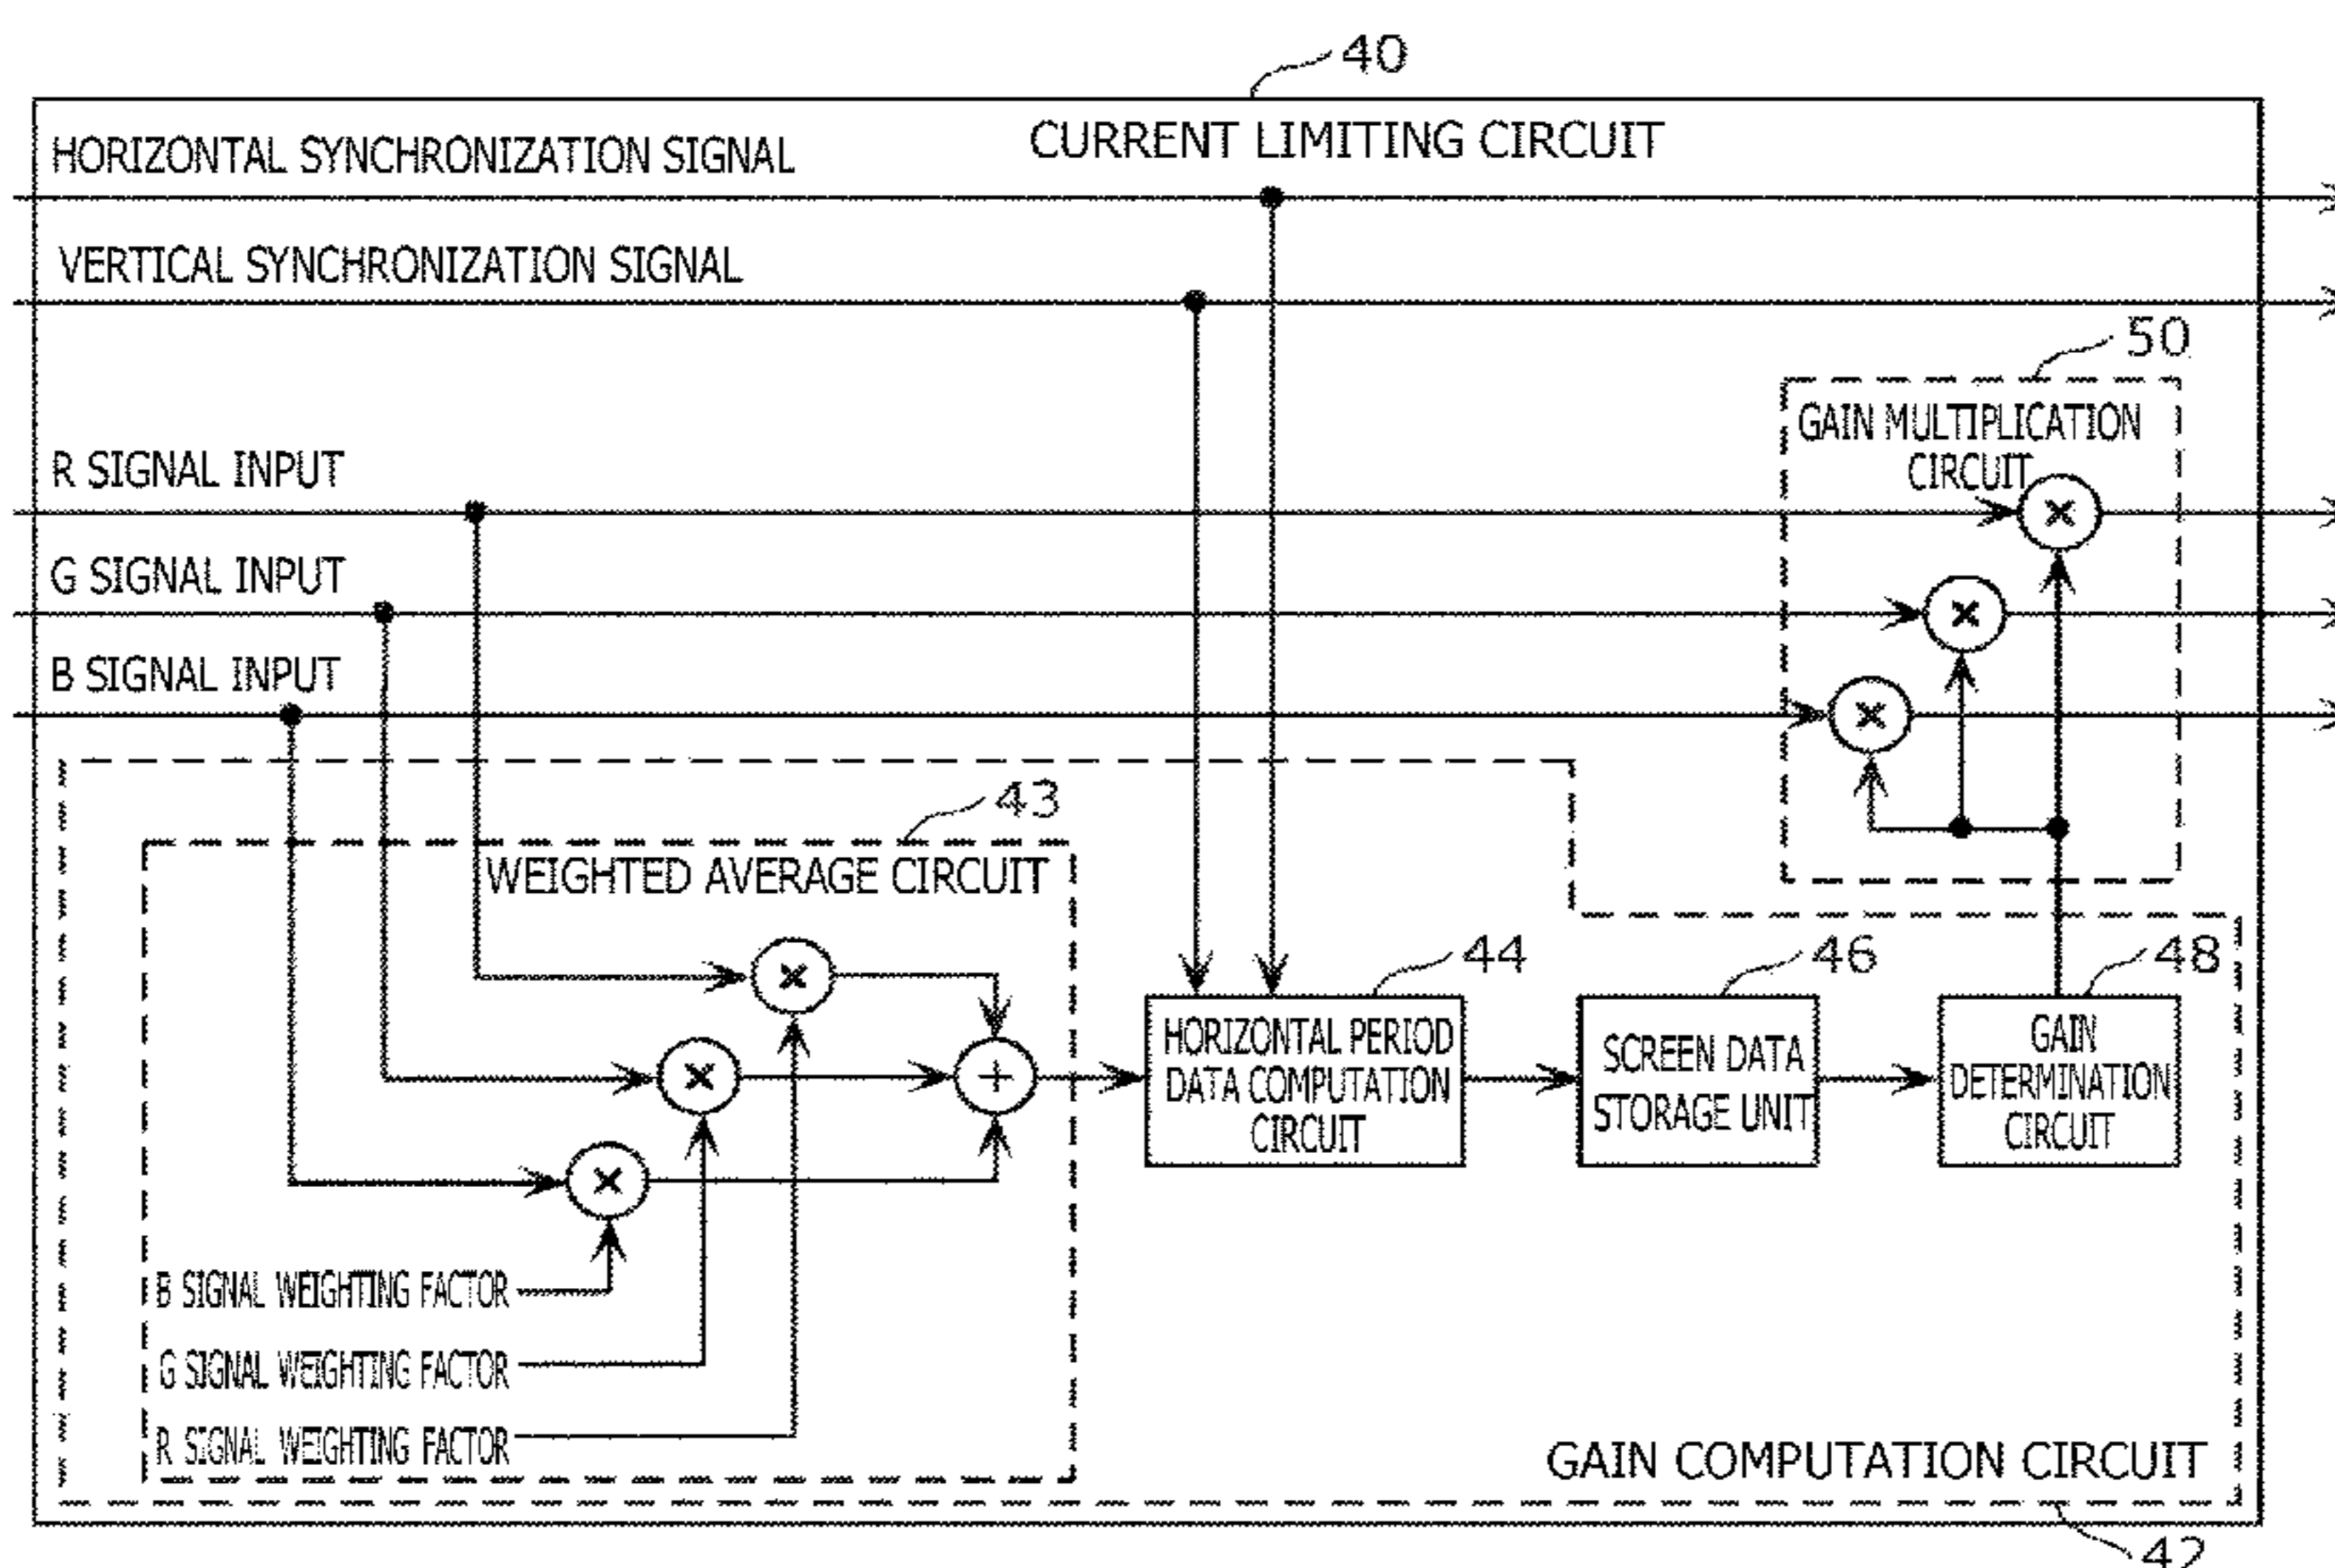 40
HORIZONTAL SYNCHRONIZATION SIGNAL
CURRENT LIMITING CIRCUIT
VERTICAL SYNCHRONIZATION SIGNAL
50
GAIN MULTIPLICATION
CIRCUIT
R SIGNAL INPUT
×
G SIGNAL INPUT
×
B SIGNAL INPUT
×
43
WEIGHTED AVERAGE CIRCUIT
×
×
+
×
44
HORIZONTAL PERIOD
DATA COMPUTATION
CIRCUIT
46
SCREEN DATA
STORAGE UNIT
48
GAIN
DETERMINATION
CIRCUIT
B SIGNAL WEIGHTING FACTOR
G SIGNAL WEIGHTING FACTOR
R SIGNAL WEIGHTING FACTOR
GAIN COMPUTATION CIRCUIT
42